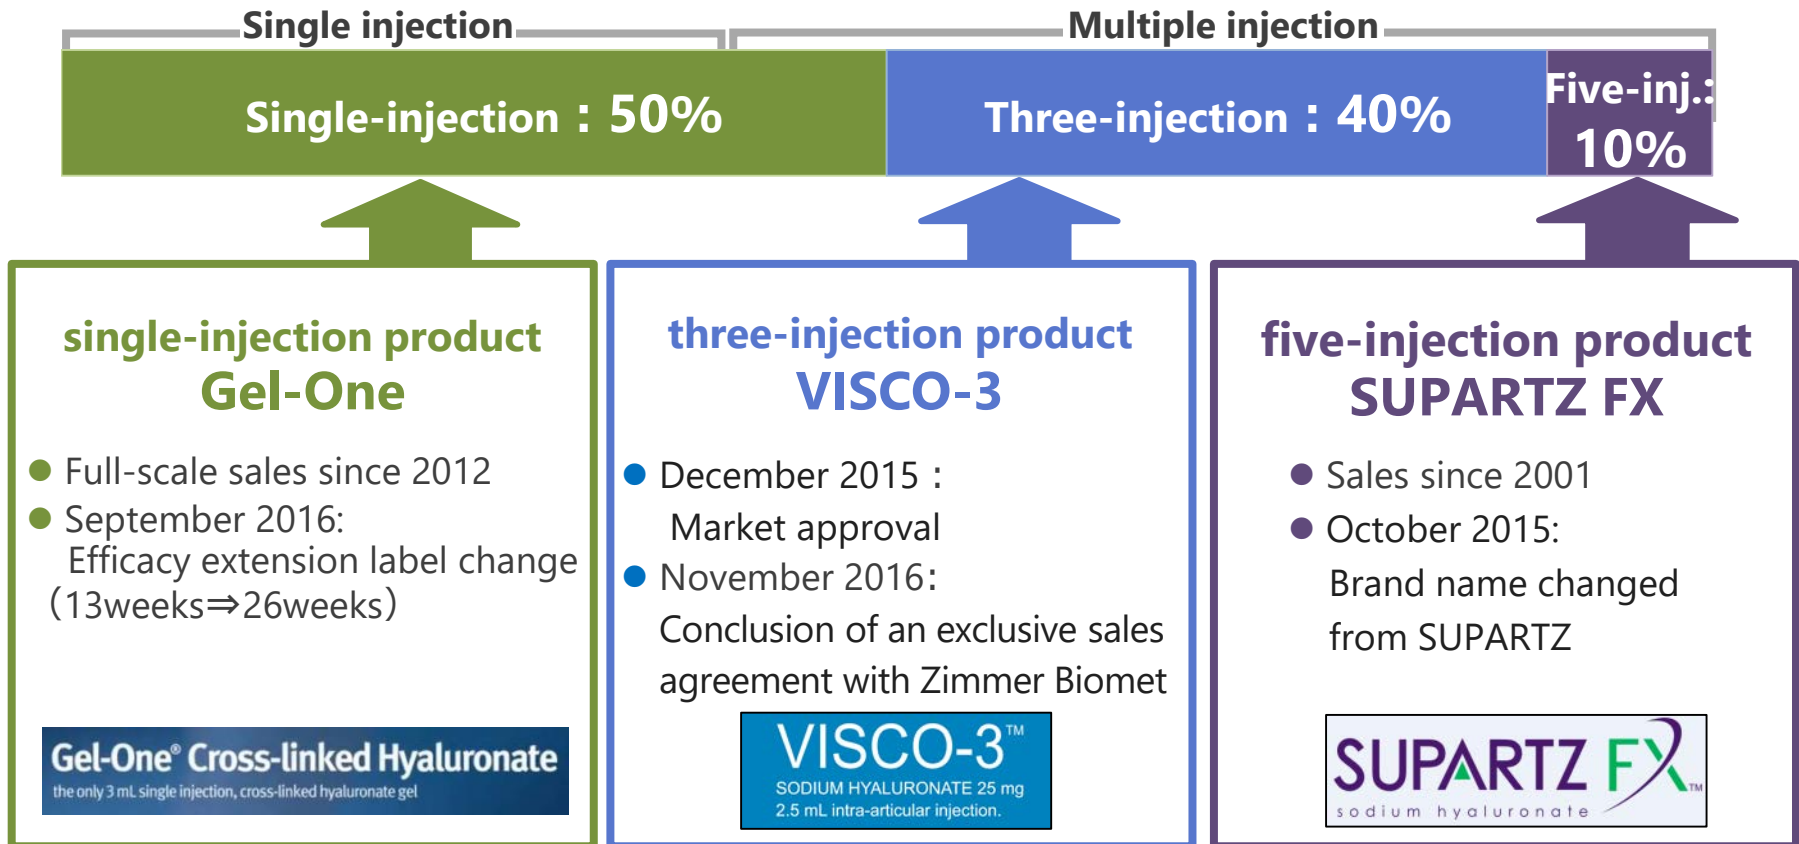 Single injection
Multiple injection
Single-injection：50%
Three-injection：40%
Five-inj.:
10%
single-injection product
Gel-One
● Full-scale sales since 2012
● September 2016:
Efficacy extension label change
（13weeks⇒26weeks）
Gel-One® Cross-linked Hyaluronate
the only 3 mL single injection, cross-linked hyaluronate gel
three-injection product
VISCO-3
● December 2015：
Market approval
● November 2016：
Conclusion of an exclusive sales
agreement with Zimmer Biomet
VISCO-3™
SODIUM HYALURONATE 25 mg
2.5 mL intra-articular injection.
five-injection product
SUPARTZ FX
● Sales since 2001
● October 2015:
Brand name changed
from SUPARTZ
SUPARTZ FX™
sodium hyaluronate